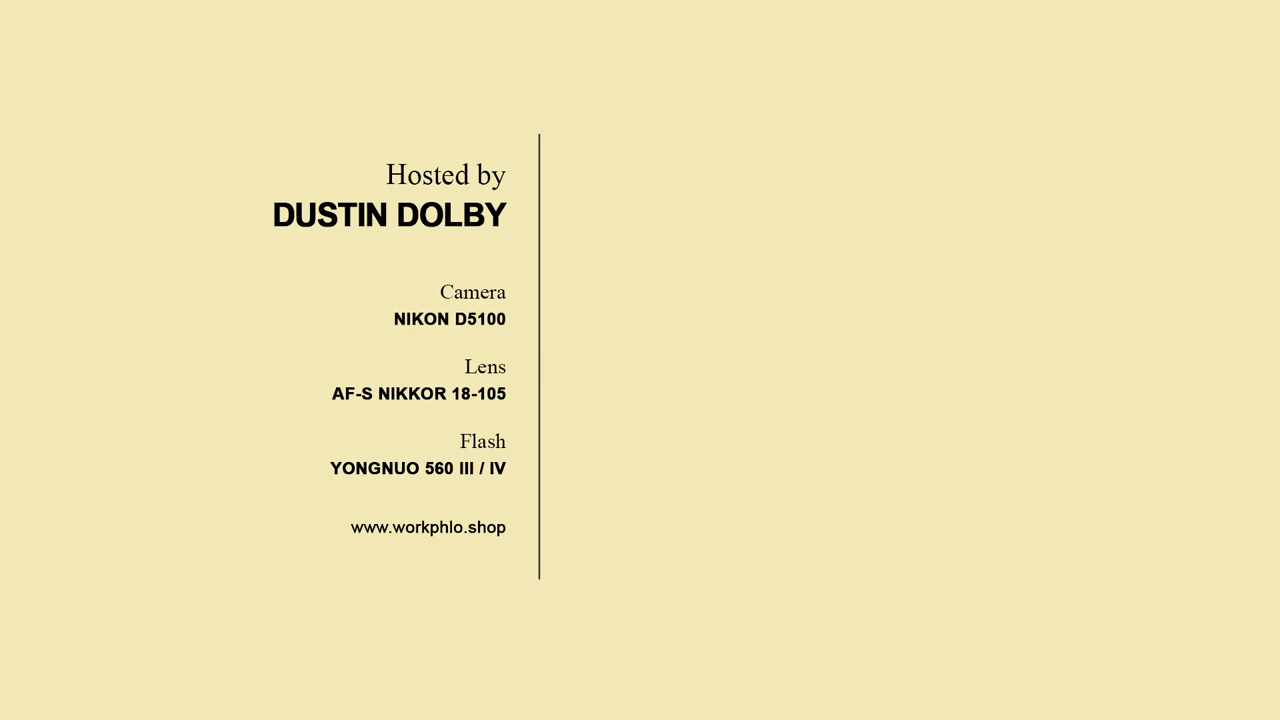 Hosted by
DUSTIN DOLBY
Camera
NIKON D5100
Lens
AF-S NIKKOR 18-105
Flash
YONGNUO 560 III / IV
www.workphlo.shop